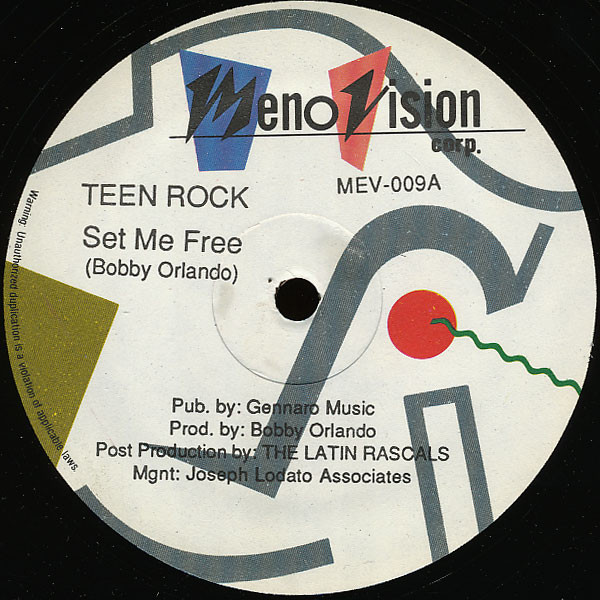 MenoVision
corp.
TEEN ROCK
MEV-009A
Set Me Free
(Bobby Orlando)
Pub. by: Gennaro Music
Prod. by: Bobby Orlando
Post Production by: THE LATIN RASCALS
Mgnt: Joseph Lodato Associates
Warning: Unauthorized duplication is a violation of applicable laws.